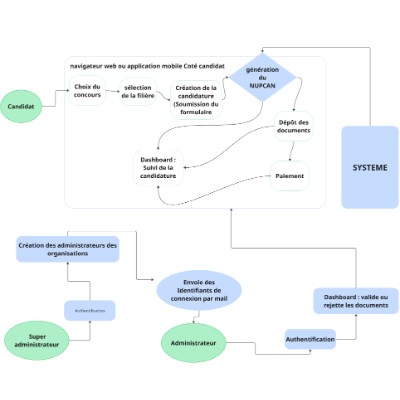 navigateur web ou application mobile Coté candidat
génération
du
NUPCAN
Candidat
Choix du
concours
sélection
de la filière
Création de la
candidature
(Soumission du
formulaire
Dépôt des
documents
Dashboard :
Suivi de la
candidature
Paiement
SYSTEME
Création des administrateurs des
organisations
Envoie des
Identifiants de
connexion par mail
Dashboard : valide ou
rejette les documents
Authentification
Super
administrateur
Administrateur
Authentification